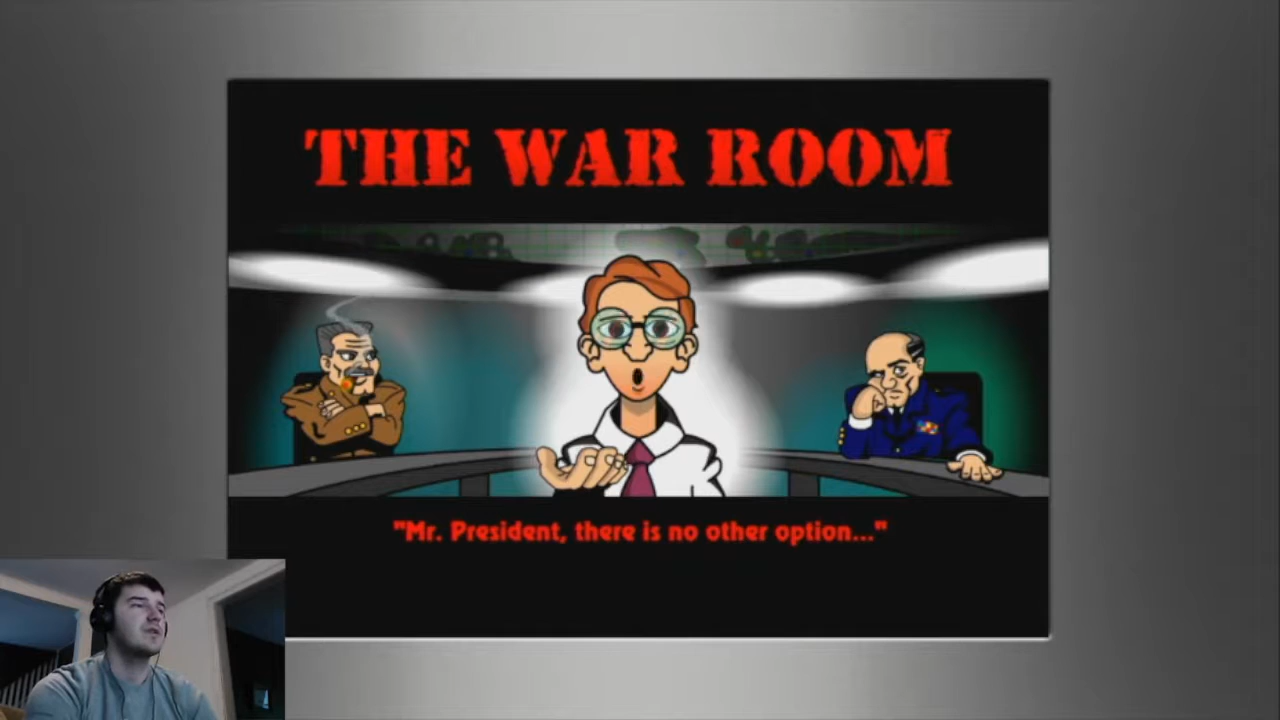 THE WAR ROOM
"Mr. President, there is no other option..."